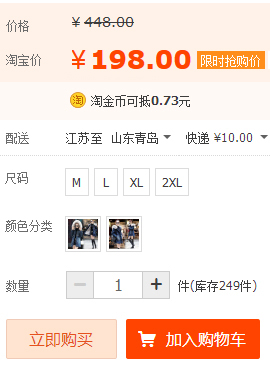 价格 ¥ 448.00
淘宝价 ¥ 198.00 限时抢购价
淘 淘金币可抵0.73元
配送 江苏至 山东青岛 快递 ¥10.00
尺码 M L XL 2XL
颜色分类
数量 − 1 + 件(库存249件)
立即购买 加入购物车